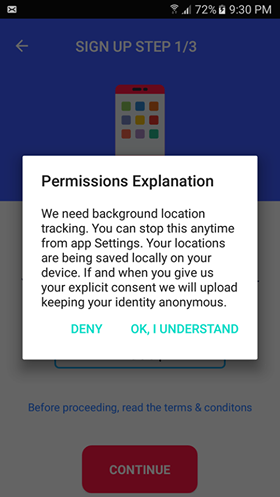 72% 9:30 PM
SIGN UP STEP 1/3
Permissions Explanation
We need background location
tracking. You can stop this anytime
from app Settings. Your locations
are being saved locally on your
device. If and when you give us
your explicit consent we will upload
keeping your identity anonymous.
DENY OK, I UNDERSTAND
Before proceeding, read the terms & conditons
CONTINUE